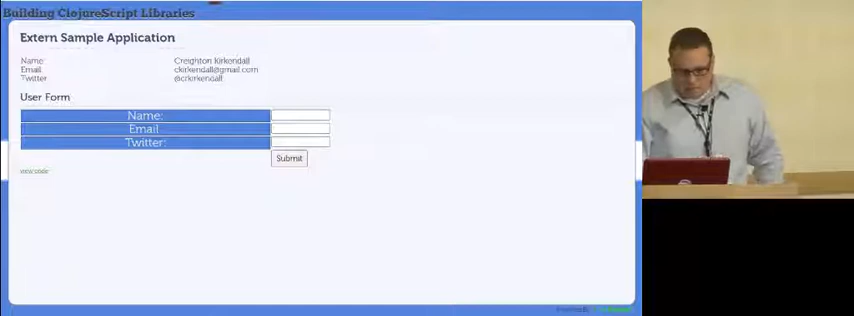 Building ClojureScript Libraries
Extern Sample Application
Name: Creighton Kirkendall
Email ckirkendall@gmail.com
Twitter @crkirkendall
User Form
Name:
Email
Twitter:
Submit
view code